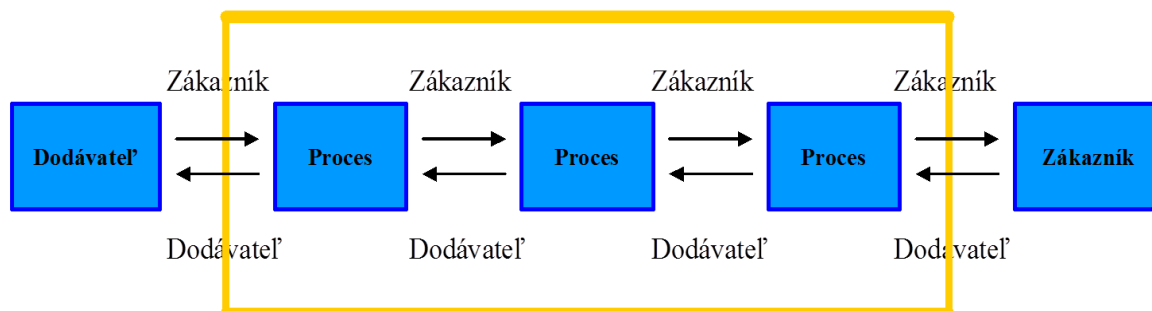 Zákazník Zákazník Zákazník Zákazník
Dodávateľ Proces Proces Proces Zákazník
Dodávateľ Dodávateľ Dodávateľ Dodávateľ